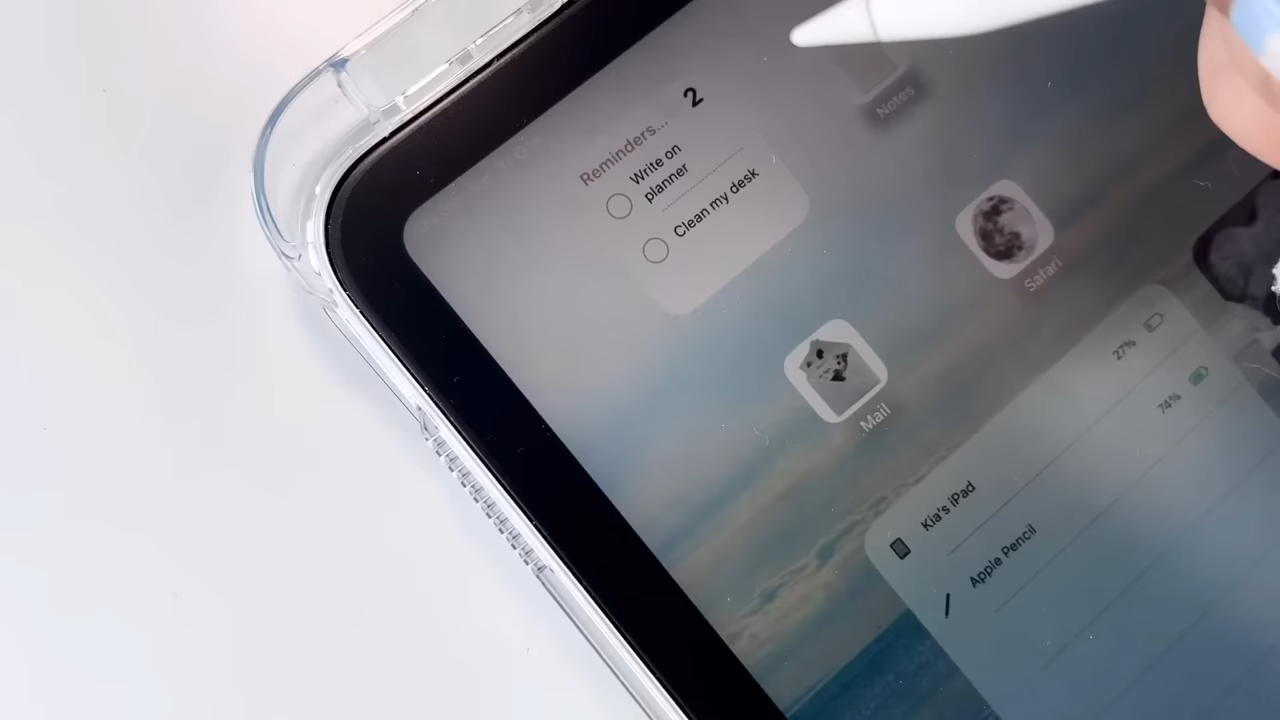 2
Reminders...
Write on
planner
Clean my desk
Notes
Safari
Mail
27%
74%
Kia's iPad
Apple Pencil